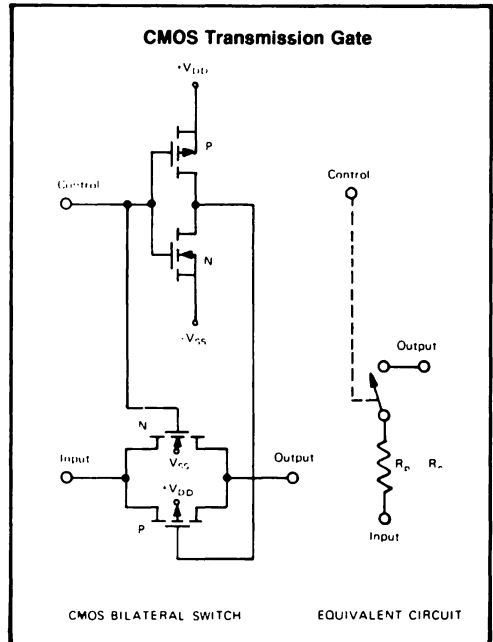 CMOS Transmission Gate
+VDD
P
Control
N
-VSS
N
Input
VSS
Output
+VDD
P
CMOS BILATERAL SWITCH
Control
Output
Rp
Input
EQUIVALENT CIRCUIT